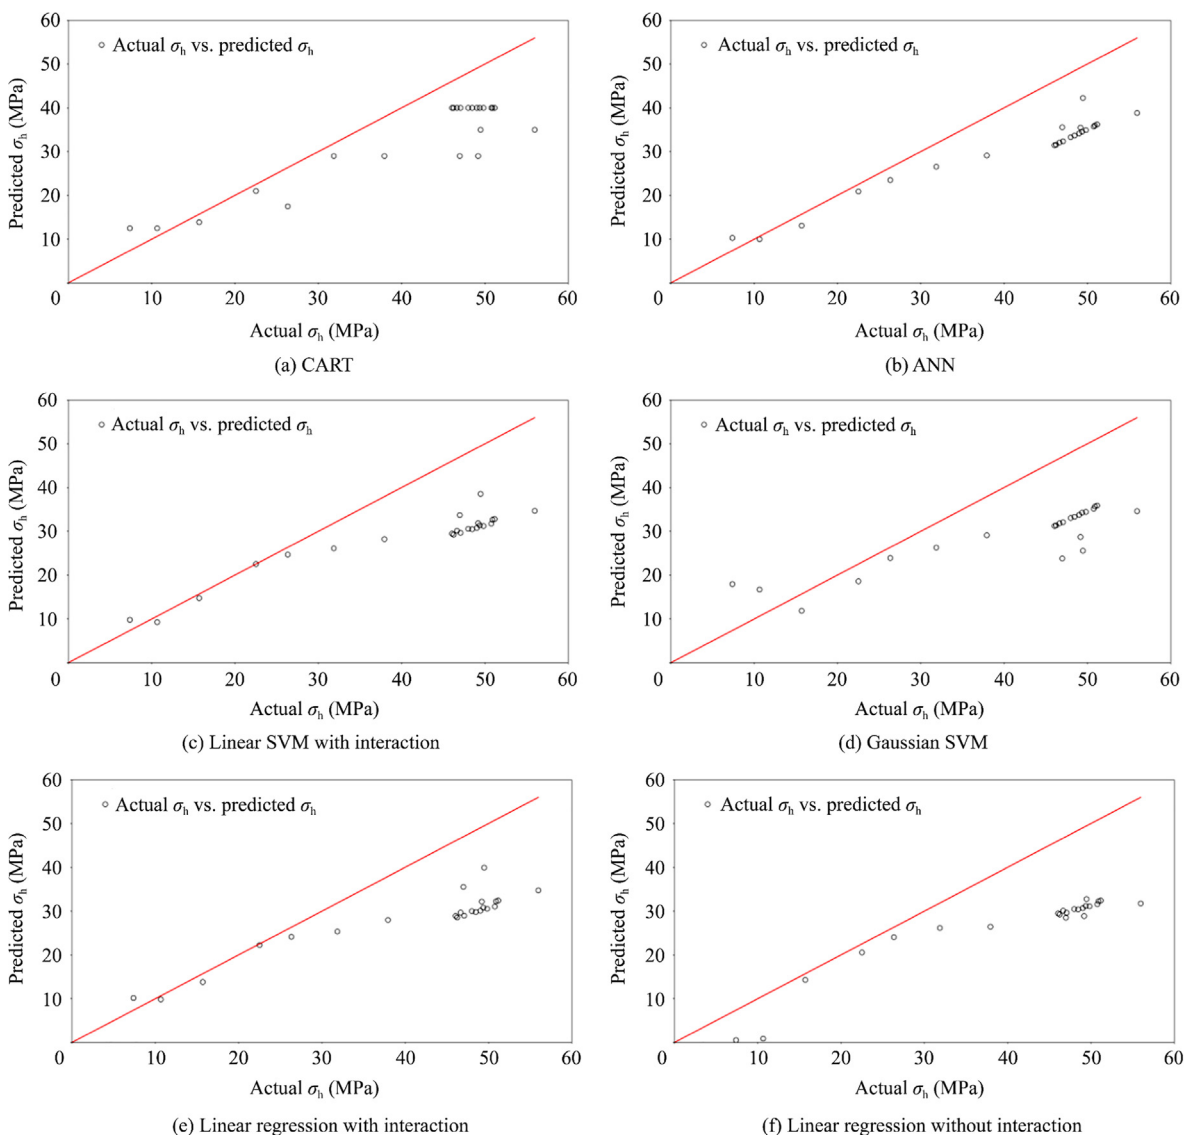 60
50
40
30
20
10
0
10 20 30 40 50 60
Predicted σh (MPa)
Actual σh vs. predicted σh
Actual σh (MPa)
(a) CART
60
50
40
30
20
10
0
10 20 30 40 50 60
Predicted σh (MPa)
Actual σh vs. predicted σh
Actual σh (MPa)
(b) ANN
60
50
40
30
20
10
0
10 20 30 40 50 60
Predicted σh (MPa)
Actual σh vs. predicted σh
Actual σh (MPa)
(c) Linear SVM with interaction
60
50
40
30
20
10
0
10 20 30 40 50 60
Predicted σh (MPa)
Actual σh vs. predicted σh
Actual σh (MPa)
(d) Gaussian SVM
60
50
40
30
20
10
0
10 20 30 40 50 60
Predicted σh (MPa)
Actual σh vs. predicted σh
Actual σh (MPa)
(e) Linear regression with interaction
60
50
40
30
20
10
0
10 20 30 40 50 60
Predicted σh (MPa)
Actual σh vs. predicted σh
Actual σh (MPa)
(f) Linear regression without interaction